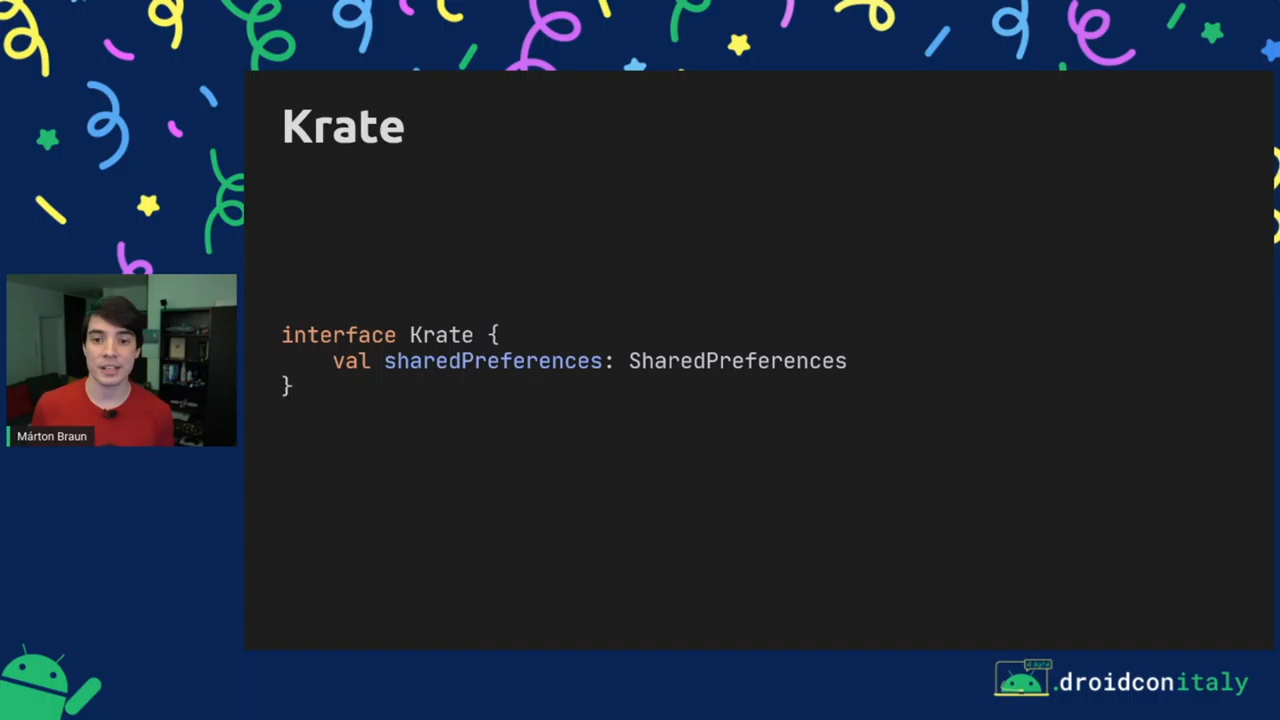 Krate
interface Krate {
val sharedPreferences: SharedPreferences
}
Márton Braun
.droidconitaly